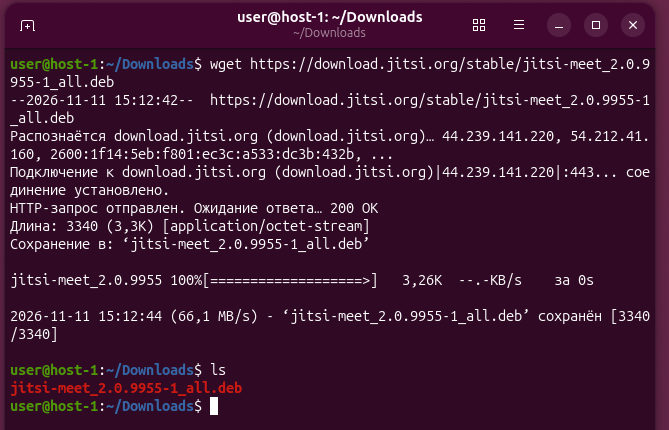 user@host-1: ~/Downloads
~/Downloads
user@host-1:~/Downloads$ wget https://download.jitsi.org/stable/jitsi-meet_2.0.9
955-1_all.deb
--2026-11-11 15:12:42--  https://download.jitsi.org/stable/jitsi-meet_2.0.9955-1
_all.deb
Распознаётся download.jitsi.org (download.jitsi.org)… 44.239.141.220, 54.212.41.
160, 2600:1f14:5eb:f801:ec3c:a533:dc3b:432b, ...
Подключение к download.jitsi.org (download.jitsi.org)|44.239.141.220|:443... сое
динение установлено.
HTTP-запрос отправлен. Ожидание ответа… 200 OK
Длина: 3340 (3,3K) [application/octet-stream]
Сохранение в: ‘jitsi-meet_2.0.9955-1_all.deb’
jitsi-meet_2.0.9955 100%[===================>]   3,26K  --.-KB/s    за 0s
2026-11-11 15:12:44 (66,1 MB/s) - ‘jitsi-meet_2.0.9955-1_all.deb’ сохранён [3340
/3340]
user@host-1:~/Downloads$ ls
jitsi-meet_2.0.9955-1_all.deb
user@host-1:~/Downloads$